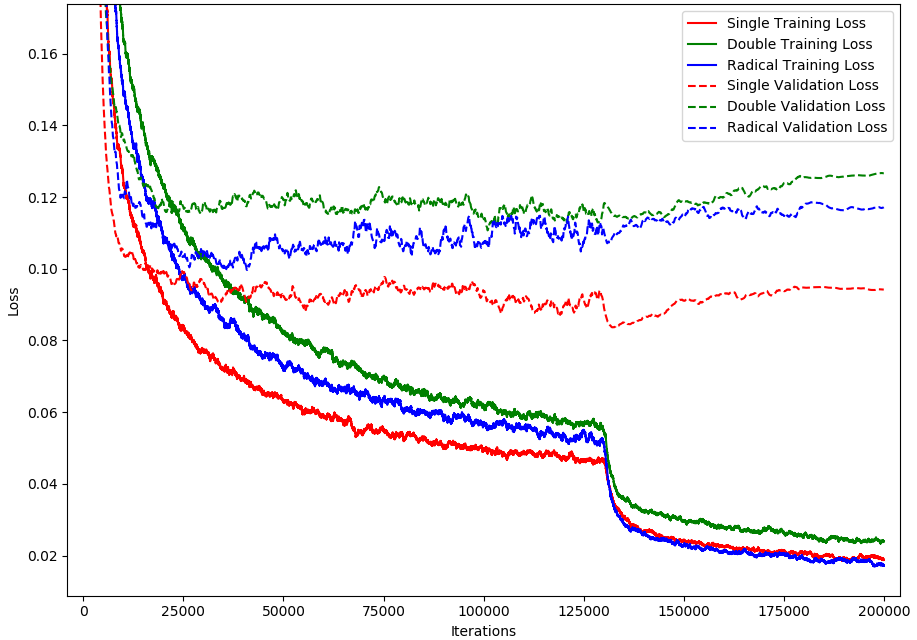 Single Training Loss
Double Training Loss
Radical Training Loss
Single Validation Loss
Double Validation Loss
Radical Validation Loss
0.16
0.14
0.12
0.10
0.08
0.06
0.04
0.02
Loss
0 25000 50000 75000 100000 125000 150000 175000 200000
Iterations